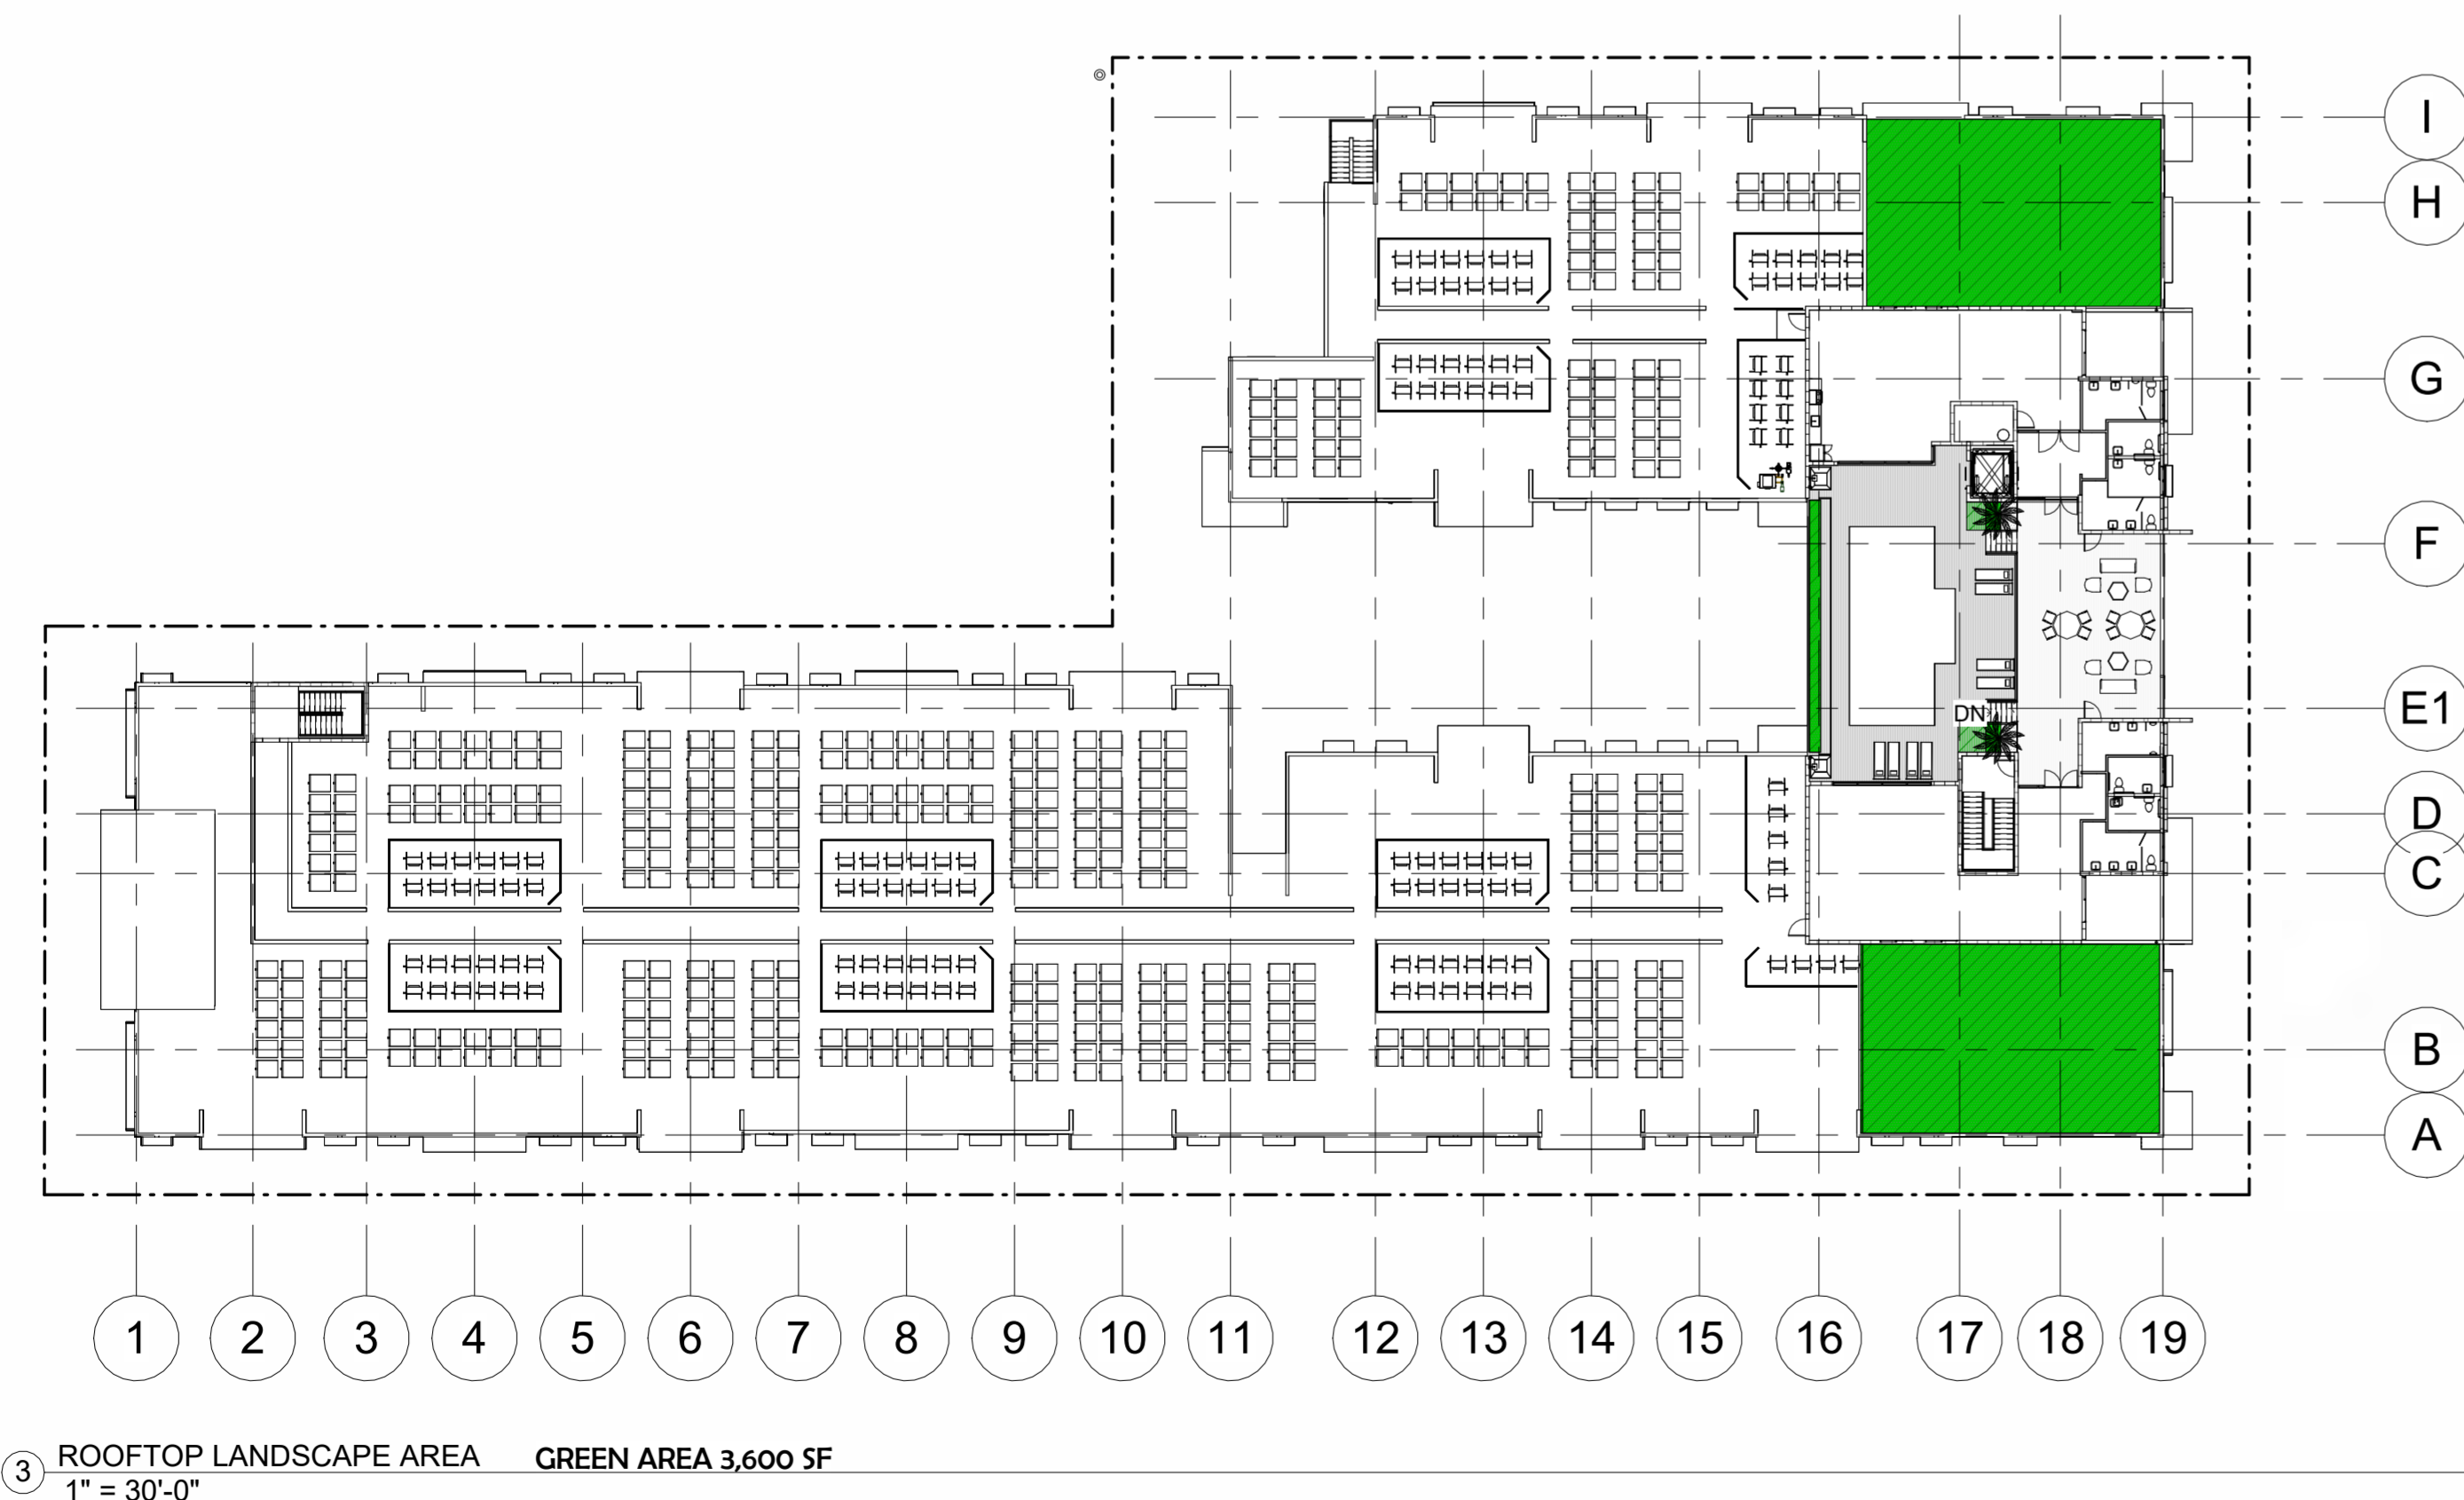 I
H
G
F
E1
DN
D
C
B
A
1 2 3 4 5 6 7 8 9 10 11 12 13 14 15 16 17 18 19
3 ROOFTOP LANDSCAPE AREA GREEN AREA 3,600 SF
1" = 30'-0"